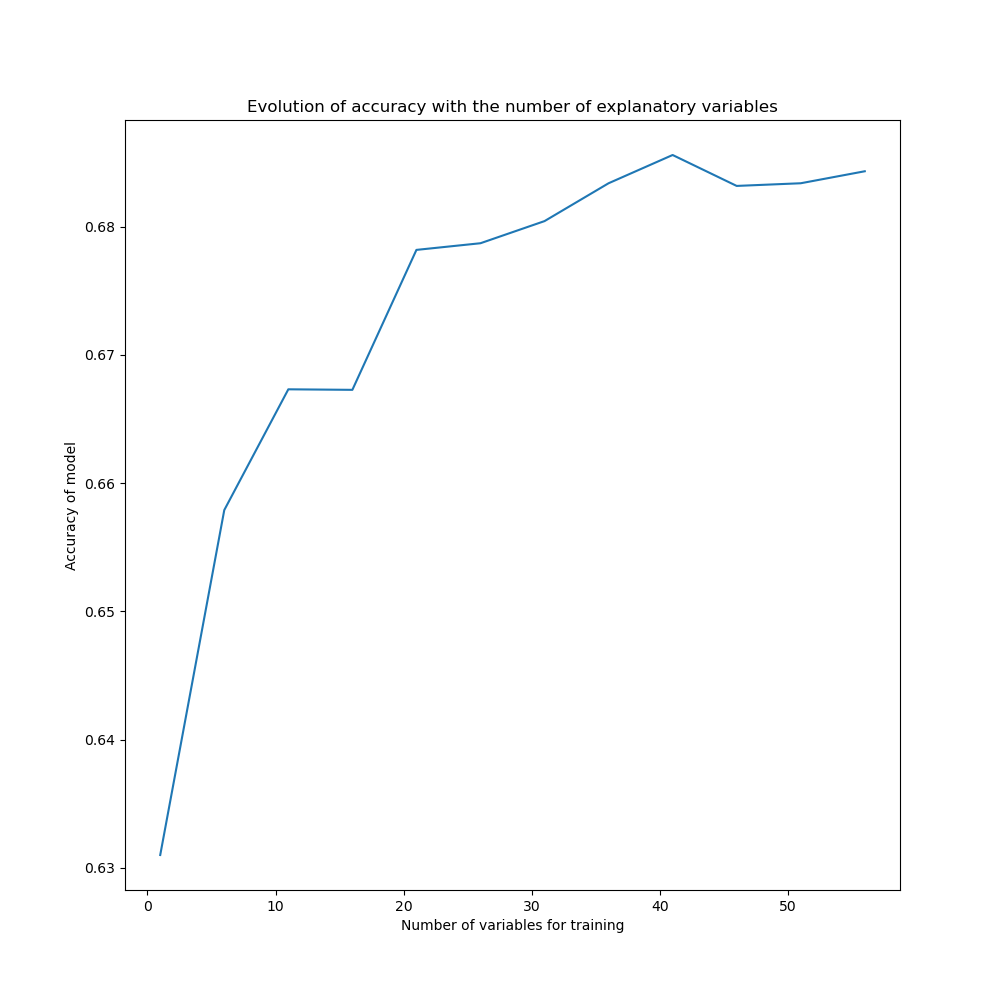 Evolution of accuracy with the number of explanatory variables
0.68
0.67
0.66
0.65
0.64
0.63
Accuracy of model
0 10 20 30 40 50
Number of variables for training